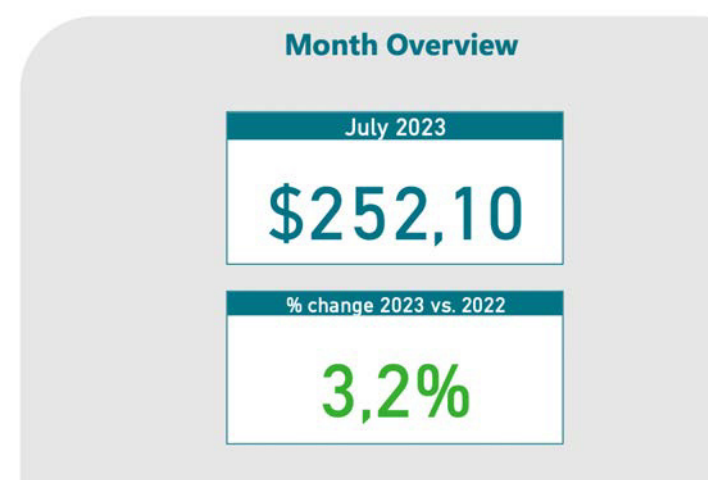 Month Overview
July 2023
$252,10
% change 2023 vs. 2022
3,2%